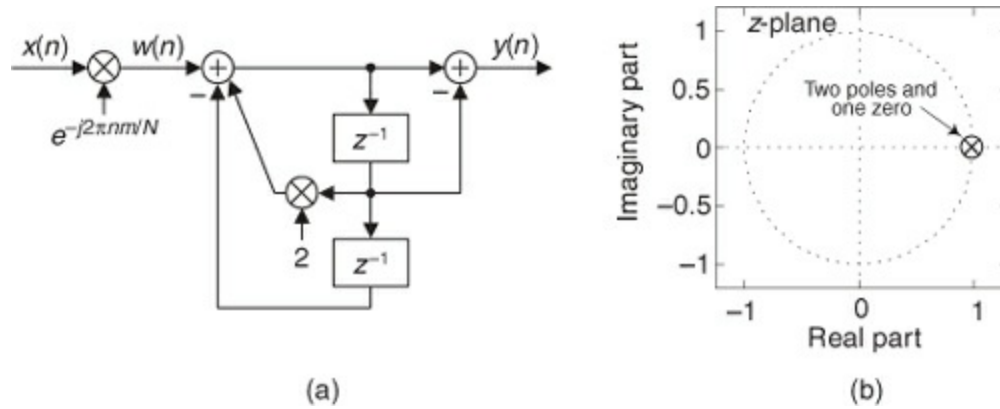 x(n)
w(n)
y(n)
+
+
−
−
e^{−j2πnm/N}
z^{−1}
2
z^{−1}
(a)
z-plane
Two poles and
one zero
Imaginary part
1
0.5
0
−0.5
−1
−1
0
1
Real part
(b)